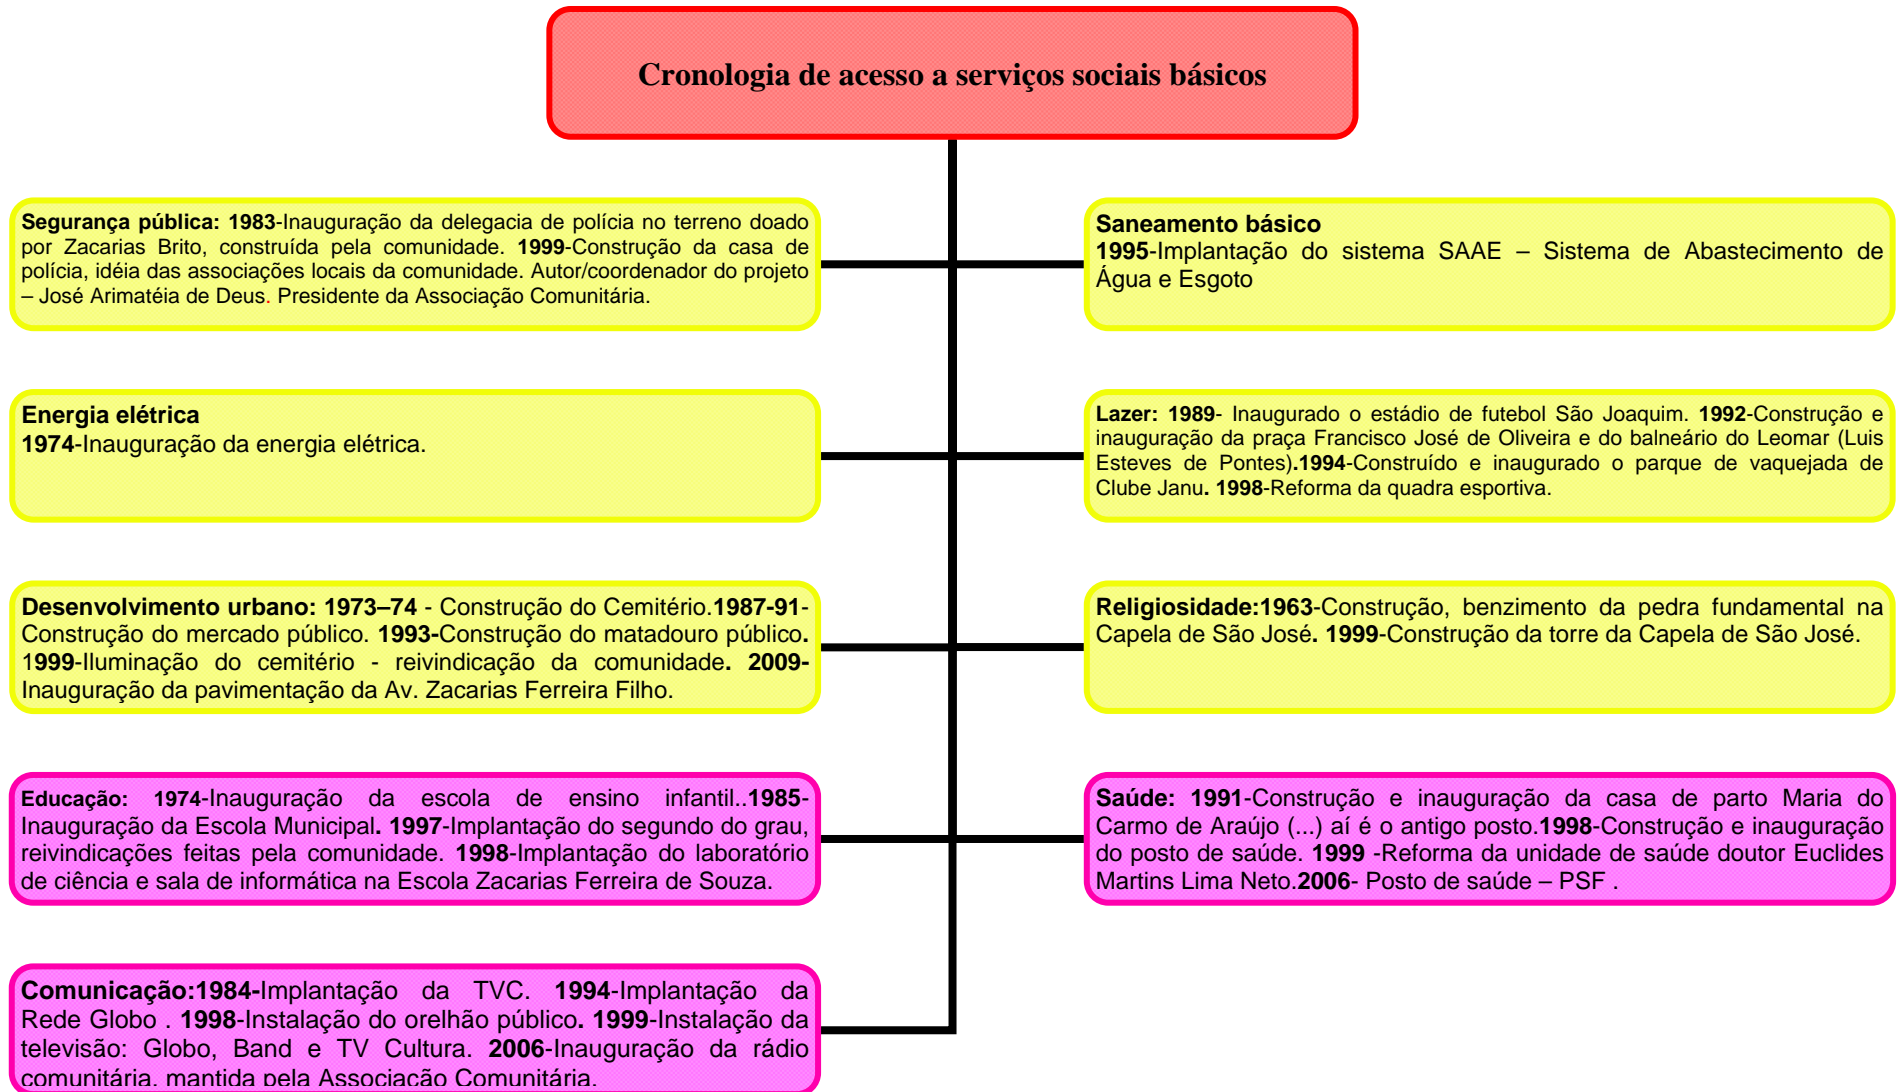 Cronologia de acesso a serviços sociais básicos
Segurança pública: 1983-Inauguração da delegacia de polícia no terreno doado
por Zacarias Brito, construída pela comunidade. 1999-Construção da casa de
polícia, idéia das associações locais da comunidade. Autor/coordenador do projeto
– José Arimatéia de Deus. Presidente da Associação Comunitária.
Saneamento básico
1995-Implantação do sistema SAAE – Sistema de Abastecimento de
Água e Esgoto
Energia elétrica
1974-Inauguração da energia elétrica.
Lazer: 1989- Inaugurado o estádio de futebol São Joaquim. 1992-Construção e
inauguração da praça Francisco José de Oliveira e do balneário do Leomar (Luis
Esteves de Pontes).1994-Construído e inaugurado o parque de vaquejada de
Clube Janu. 1998-Reforma da quadra esportiva.
Desenvolvimento urbano: 1973–74 - Construção do Cemitério.1987-91-
Construção do mercado público. 1993-Construção do matadouro público.
1999-Iluminação do cemitério - reivindicação da comunidade. 2009-
Inauguração da pavimentação da Av. Zacarias Ferreira Filho.
Religiosidade:1963-Construção, benzimento da pedra fundamental na
Capela de São José. 1999-Construção da torre da Capela de São José.
Educação: 1974-Inauguração da escola de ensino infantil..1985-
Inauguração da Escola Municipal. 1997-Implantação do segundo do grau,
reivindicações feitas pela comunidade. 1998-Implantação do laboratório
de ciência e sala de informática na Escola Zacarias Ferreira de Souza.
Saúde: 1991-Construção e inauguração da casa de parto Maria do
Carmo de Araújo (...) aí é o antigo posto.1998-Construção e inauguração
do posto de saúde. 1999 -Reforma da unidade de saúde doutor Euclides
Martins Lima Neto.2006- Posto de saúde – PSF .
Comunicação:1984-Implantação da TVC. 1994-Implantação da
Rede Globo . 1998-Instalação do orelhão público. 1999-Instalação da
televisão: Globo, Band e TV Cultura. 2006-Inauguração da rádio
comunitária, mantida pela Associação Comunitária.